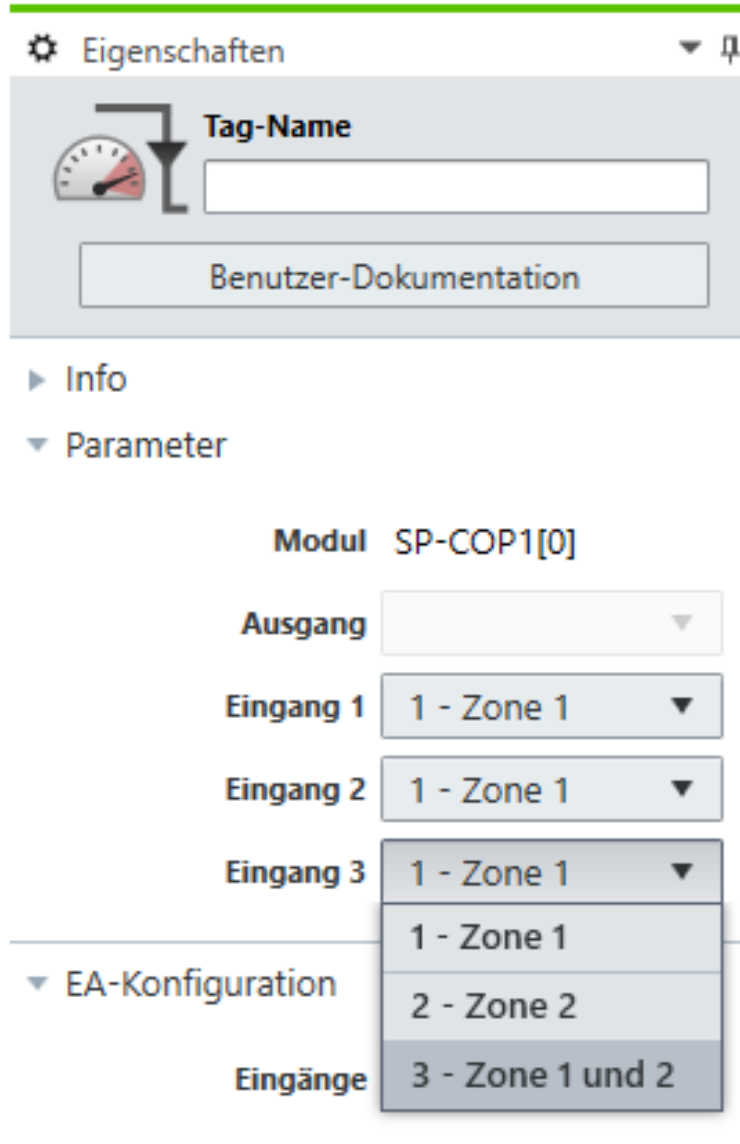 Eigenschaften
Tag-Name
Benutzer-Dokumentation
Info
Parameter
Modul SP-COP1[0]
Ausgang
Eingang 1 1 - Zone 1
Eingang 2 1 - Zone 1
Eingang 3 1 - Zone 1
1 - Zone 1
EA-Konfiguration
2 - Zone 2
Eingänge 3 - Zone 1 und 2